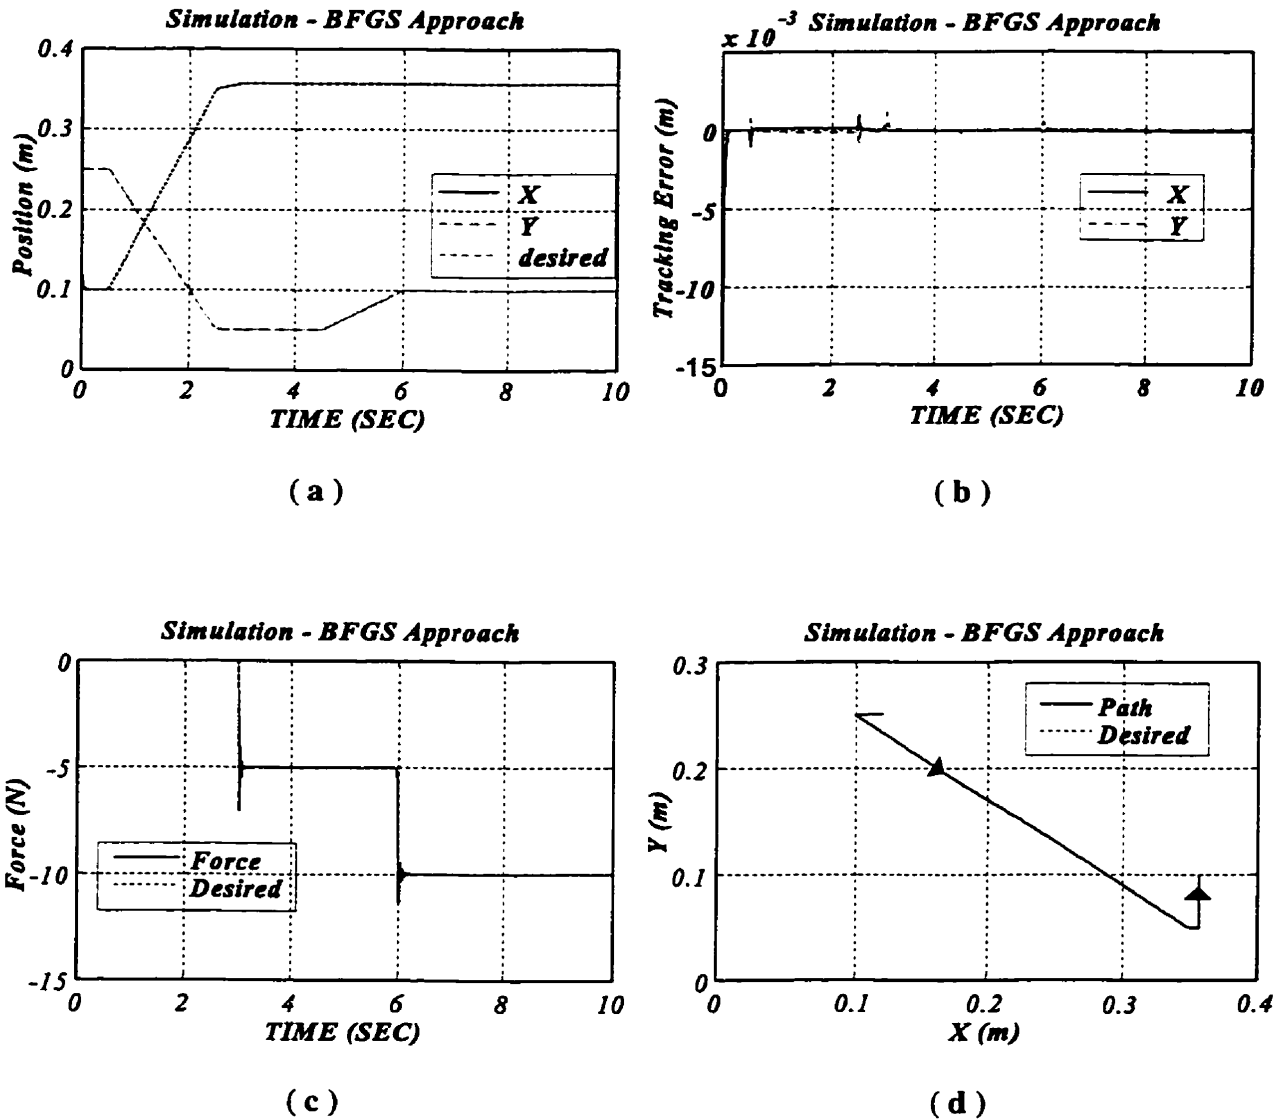 Simulation - BFGS Approach
0.4
0.3
0.2
0.1
0
Position (m)
X
Y
desired
0 2 4 6 8 10
TIME (SEC)
( a )
x 10 -3 Simulation - BFGS Approach
0
-5
-10
-15
Tracking Error (m)
X
Y
0 2 4 6 8 10
TIME (SEC)
( b )
Simulation - BFGS Approach
0
-5
-10
-15
Force (N)
Force
Desired
0 2 4 6 8 10
TIME (SEC)
( c )
Simulation - BFGS Approach
0.3
0.2
0.1
0
Y (m)
Path
Desired
0 0.1 0.2 0.3 0.4
X (m)
( d )